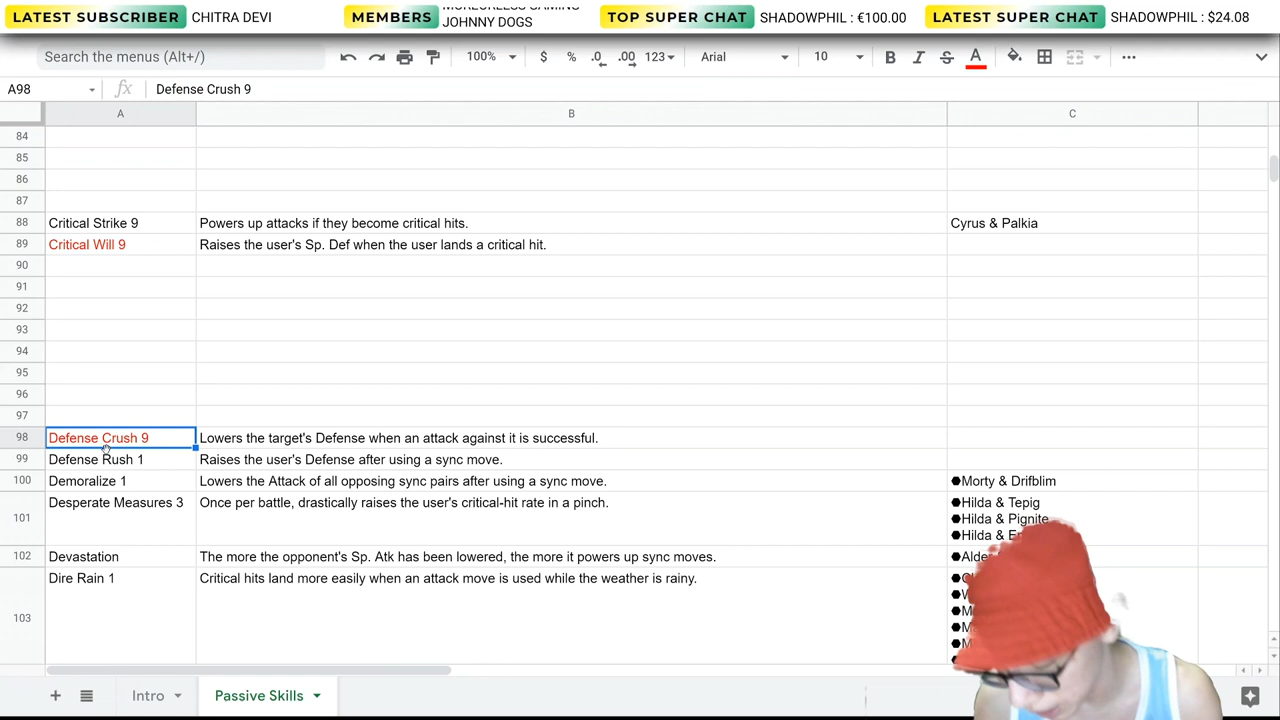 LATEST SUBSCRIBER CHITRA DEVI MEMBERS JOHNNY DOGS TOP SUPER CHAT SHADOWPHIL : €100.00 LATEST SUPER CHAT SHADOWPHIL : $24.08
Search the menus (Alt+/) 100% $ % .0 .00 123 Arial 10 B I S A
A98 fx Defense Crush 9
A B C
84
85
86
87
88 Critical Strike 9 Powers up attacks if they become critical hits. Cyrus & Palkia
89 Critical Will 9 Raises the user's Sp. Def when the user lands a critical hit.
90
91
92
93
94
95
96
97
98 Defense Crush 9 Lowers the target's Defense when an attack against it is successful.
99 Defense Rush 1 Raises the user's Defense after using a sync move.
100 Demoralize 1 Lowers the Attack of all opposing sync pairs after using a sync move. ●Morty & Drifblim
101 Desperate Measures 3 Once per battle, drastically raises the user's critical-hit rate in a pinch. ●Hilda & Tepig
●Hilda & Pignite
●Hilda &
102 Devastation The more the opponent's Sp. Atk has been lowered, the more it powers up sync moves.
103 Dire Rain 1 Critical hits land more easily when an attack move is used while the weather is rainy.
Intro Passive Skills